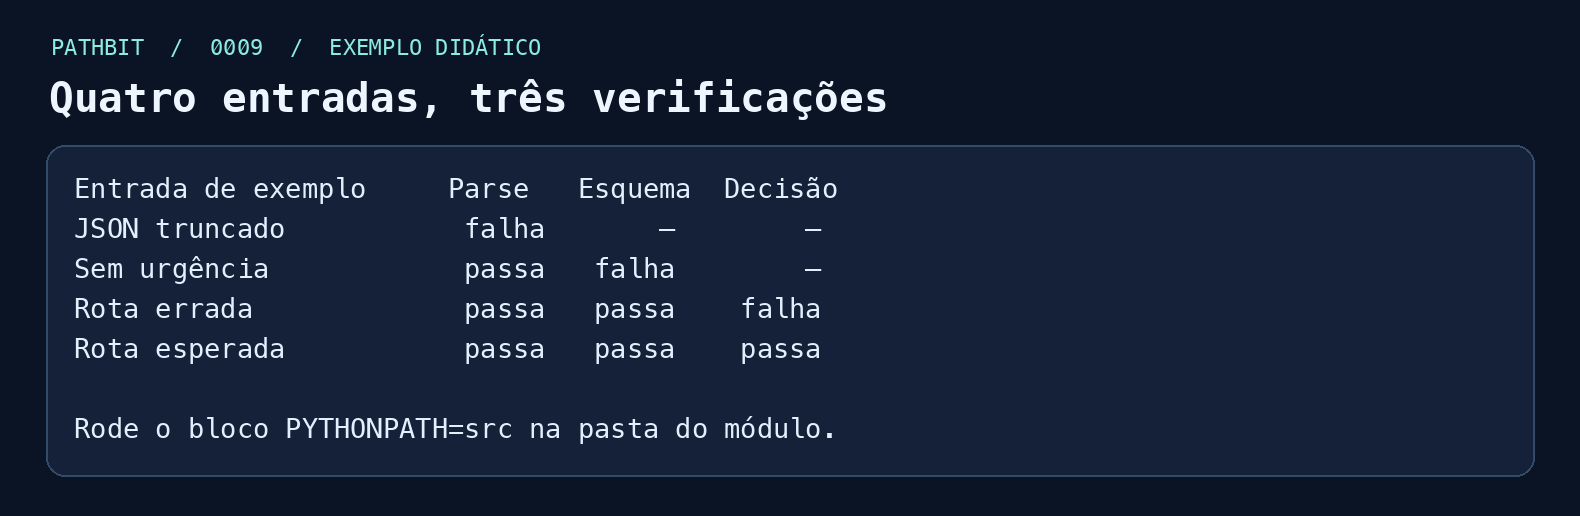 PATHBIT / 0009 / EXEMPLO DIDÁTICO
Quatro entradas, três verificações
Entrada de exemplo Parse Esquema Decisão
JSON truncado falha — —
Sem urgência passa falha —
Rota errada passa passa falha
Rota esperada passa passa passa
Rode o bloco PYTHONPATH=src na pasta do módulo.